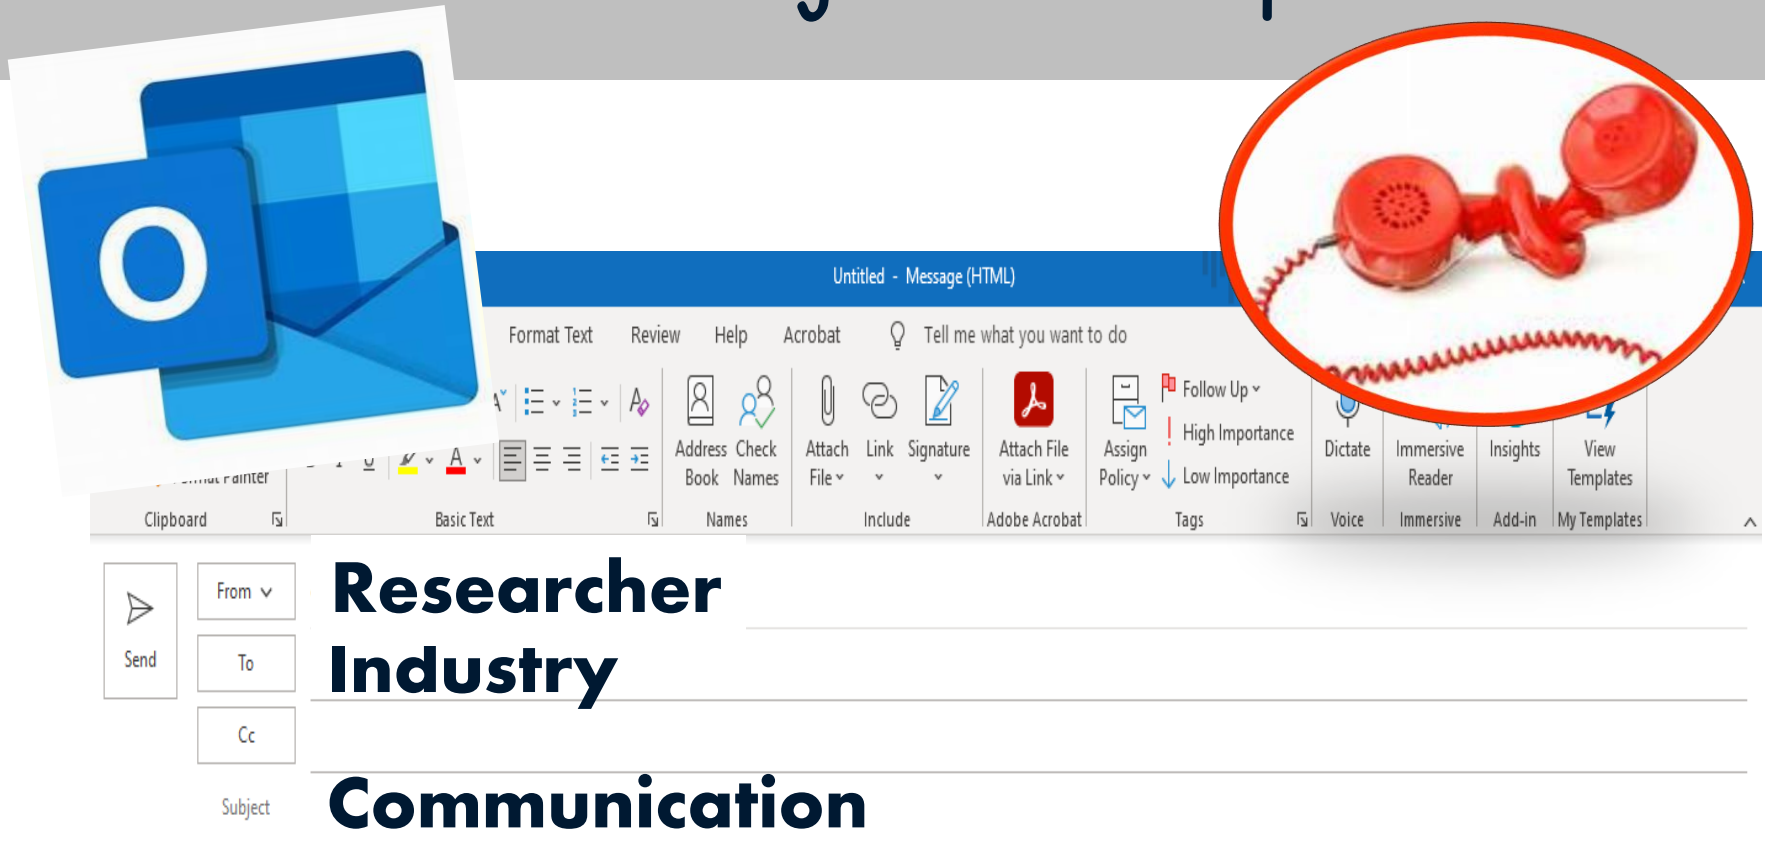 O
Untitled - Message (HTML)
Format Text Review Help Acrobat Tell me what you want to do
Follow Up
High Importance
Low Importance
Address Book
Check Names
Attach File
Link
Signature
Attach File via Link
Assign Policy
Dictate
Immersive Reader
Insights
View Templates
Painter
Clipboard Basic Text Names Include Adobe Acrobat Tags Voice Immersive Add-in My Templates
Send
From Researcher
To Industry
Cc
Subject Communication